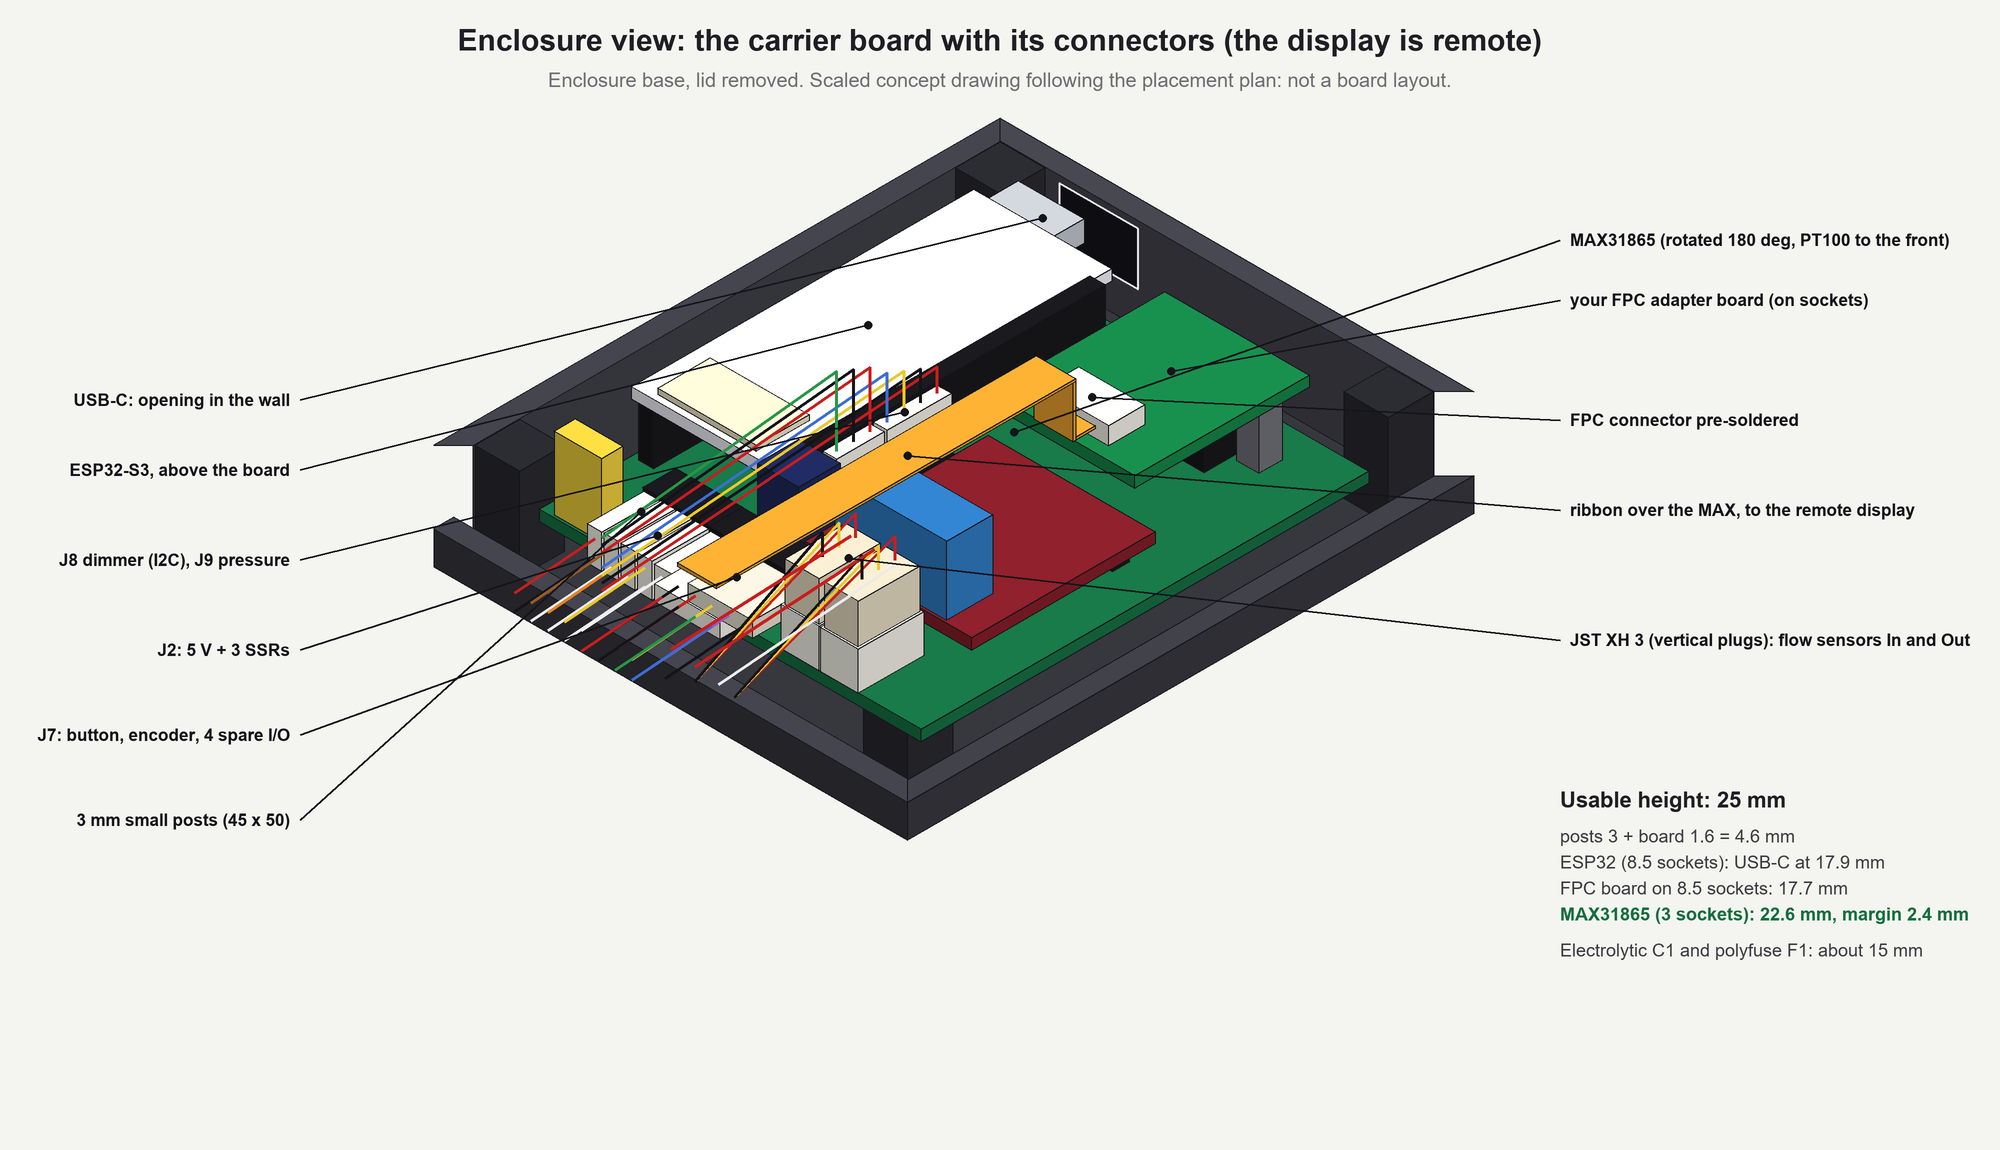 Enclosure view: the carrier board with its connectors (the display is remote)
Enclosure base, lid removed. Scaled concept drawing following the placement plan: not a board layout.
MAX31865 (rotated 180 deg, PT100 to the front)
your FPC adapter board (on sockets)
USB-C: opening in the wall
FPC connector pre-soldered
ESP32-S3, above the board
ribbon over the MAX, to the remote display
J8 dimmer (I2C), J9 pressure
JST XH 3 (vertical plugs): flow sensors In and Out
J2: 5 V + 3 SSRs
J7: button, encoder, 4 spare I/O
3 mm small posts (45 x 50)
Usable height: 25 mm
posts 3 + board 1.6 = 4.6 mm
ESP32 (8.5 sockets): USB-C at 17.9 mm
FPC board on 8.5 sockets: 17.7 mm
MAX31865 (3 sockets): 22.6 mm, margin 2.4 mm
Electrolytic C1 and polyfuse F1: about 15 mm